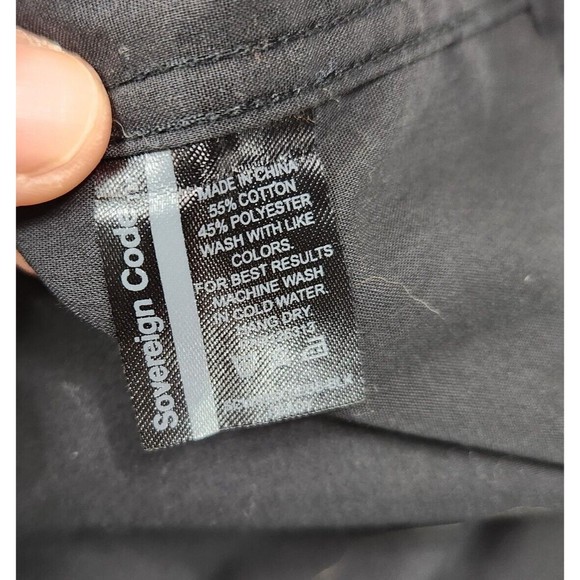 Sovereign Code
MADE IN CHINA
55% COTTON
45% POLYESTER
WASH WITH LIKE
COLORS.
FOR BEST RESULTS
MACHINE WASH
IN COLD WATER.
HANG DRY.